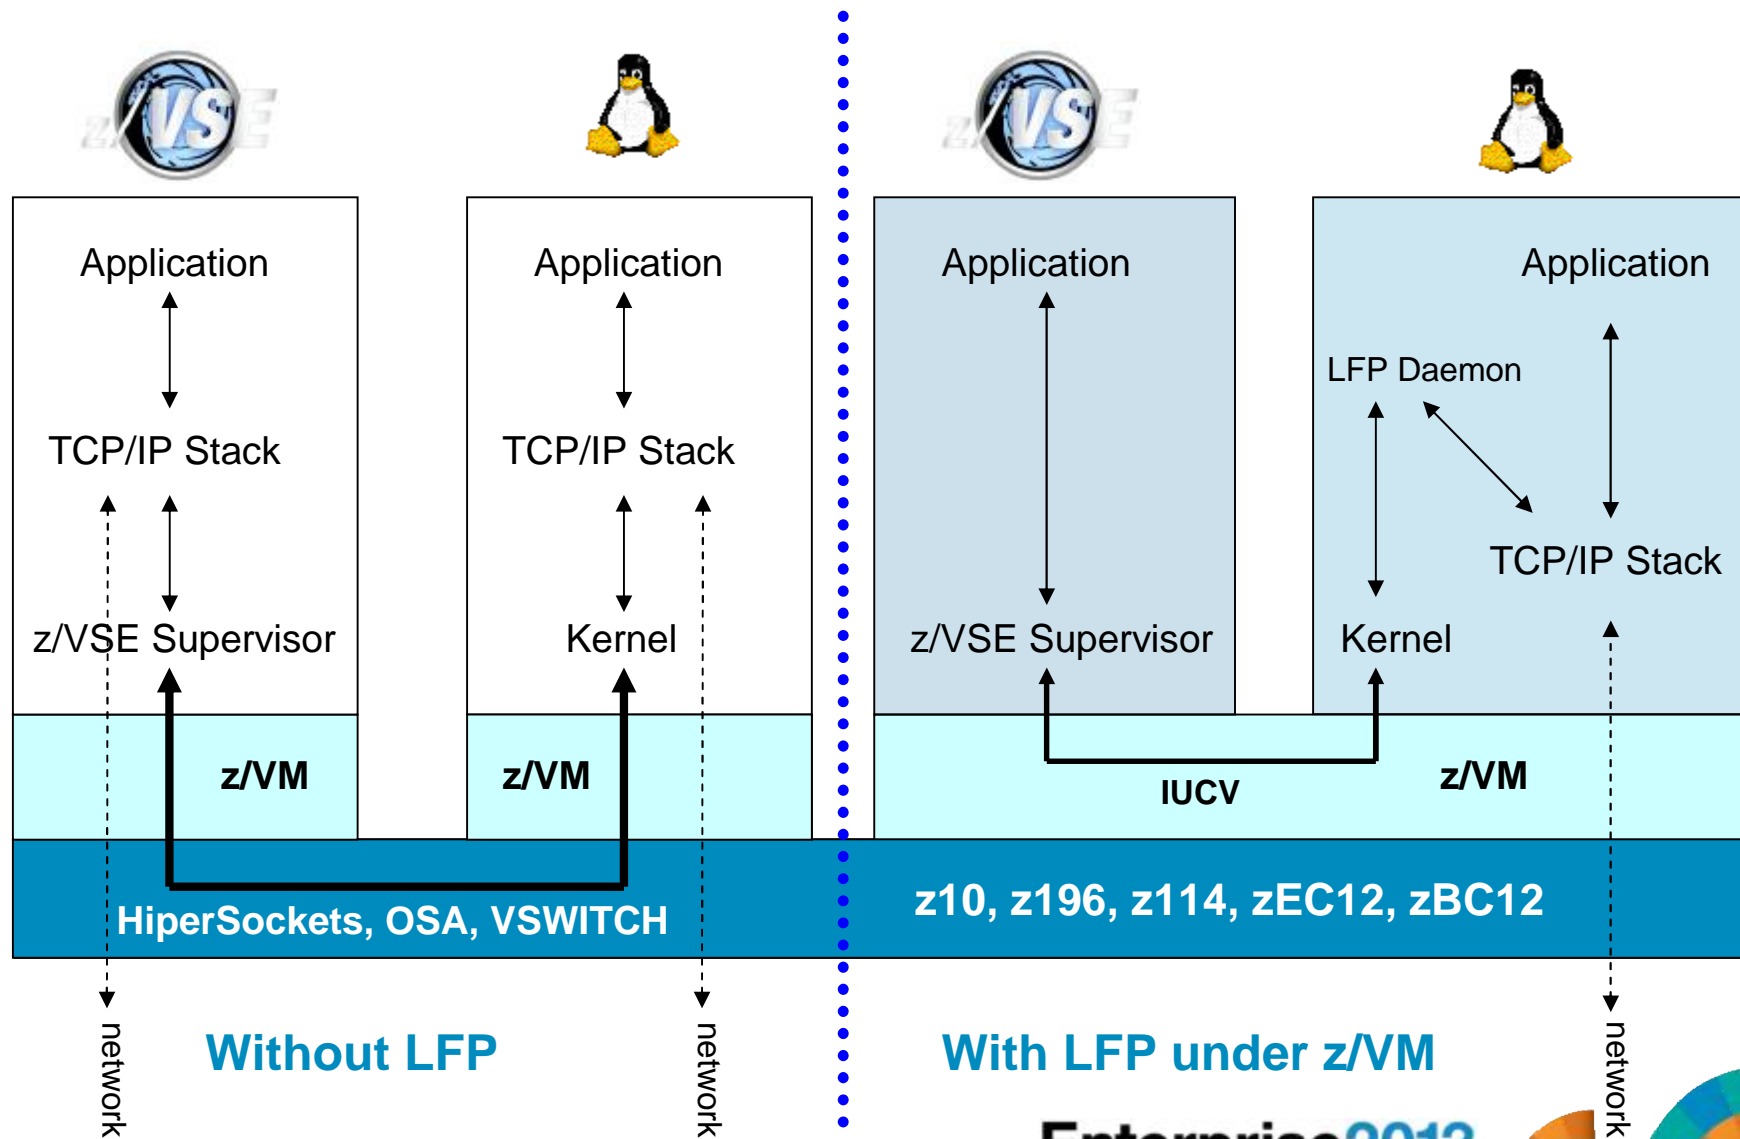 z/VSE
z/VSE
Application
Application
Application
Application
LFP Daemon
TCP/IP Stack
TCP/IP Stack
TCP/IP Stack
z/VSE Supervisor
Kernel
z/VSE Supervisor
Kernel
z/VM
z/VM
IUCV
z/VM
HiperSockets, OSA, VSWITCH
z10, z196, z114, zEC12, zBC12
network
Without LFP
network
With LFP under z/VM
network
Enterprise2013